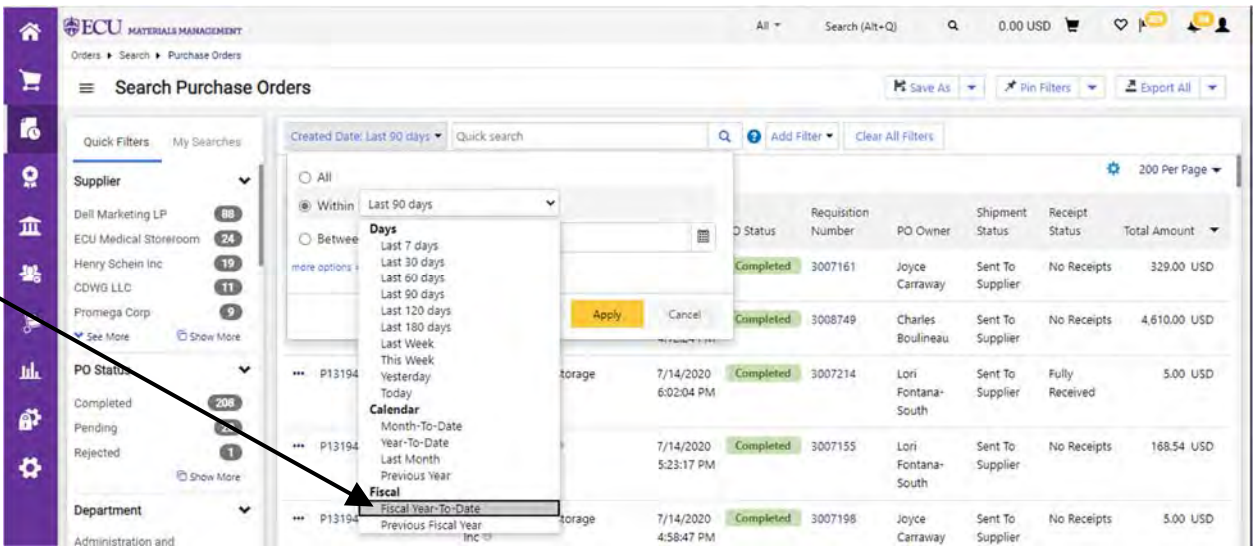 ECU MATERIALS MANAGEMENT
All
Search (Alt+Q)
0.00 USD
Orders Search Purchase Orders
Search Purchase Orders
Save As
Pin Filters
Export All
Quick Filters
My Searches
Created Date: Last 90 days
Quick search
Add Filter
Clear All Filters
200 Per Page
Supplier
Dell Marketing LP 88
ECU Medical Storeroom 24
Henry Schein Inc 19
CDWG LLC 11
Promega Corp 9
See More
Show More
PO Status
Completed 208
Pending
Rejected 1
Show More
Department
Administration and
All
Within Last 90 days
Betwee
more options
Apply
Cancel
Days
Last 7 days
Last 30 days
Last 60 days
Last 90 days
Last 120 days
Last 180 days
Last Week
This Week
Yesterday
Today
Calendar
Month-To-Date
Year-To-Date
Last Month
Previous Year
Fiscal
Fiscal Year-To-Date
Previous Fiscal Year
O Status
Requisition Number
PO Owner
Shipment Status
Receipt Status
Total Amount
Completed 3007161 Joyce Carraway Sent To Supplier No Receipts 329.00 USD
Completed 3008749 Charles Boulineau Sent To Supplier No Receipts 4,610.00 USD
P13194 torage 7/14/2020 6:02:04 PM Completed 3007214 Lori Fontana-South Sent To Supplier Fully Received 5.00 USD
P13194 7/14/2020 5:23:17 PM Completed 3007155 Lori Fontana-South Sent To Supplier No Receipts 168.54 USD
P13194 torage Inc 7/14/2020 4:58:47 PM Completed 3007198 Joyce Carraway Sent To Supplier No Receipts 5.00 USD